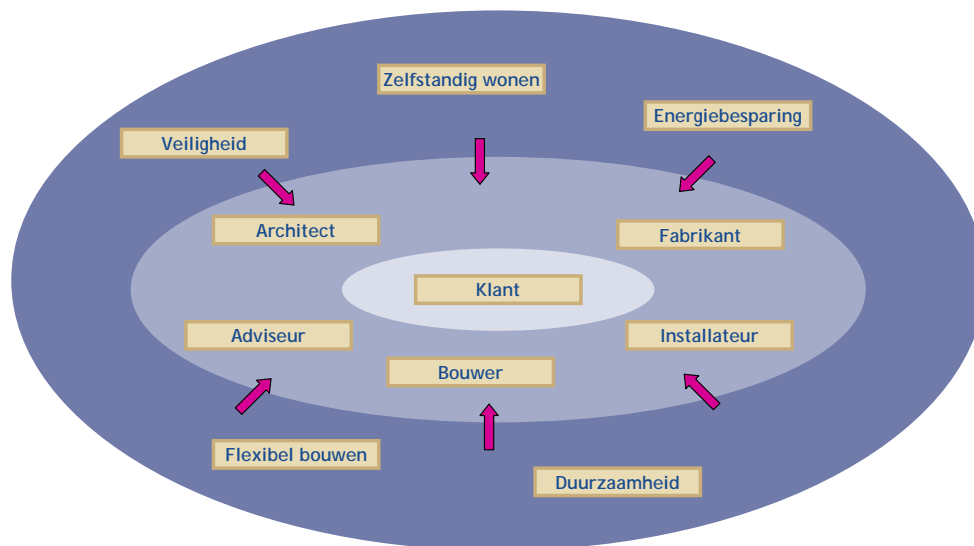 Zelfstandig wonen
Energiebesparing
Veiligheid
Architect
Fabrikant
Klant
Adviseur
Installateur
Bouwer
Flexibel bouwen
Duurzaamheid